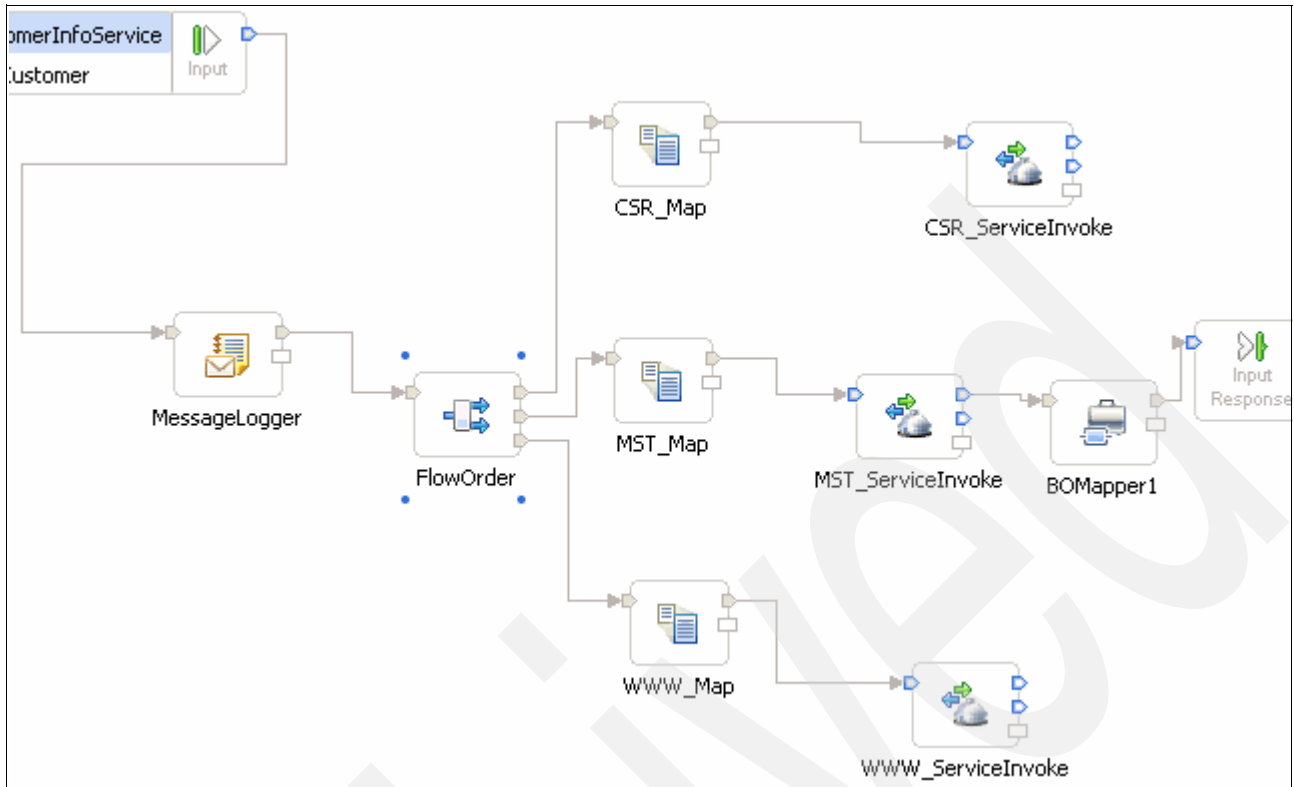 omerInfoService
Customer
Input
CSR_Map
CSR_ServiceInvoke
MessageLogger
FlowOrder
MST_Map
MST_ServiceInvoke
BOMapper1
Input
Response
WWW_Map
WWW_ServiceInvoke